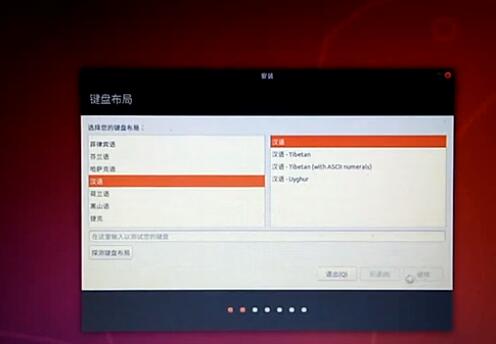 安装
键盘布局
选择您的键盘布局：
菲律宾语
芬兰语
哈萨克语
汉语
荷兰语
黑山语
捷克
汉语
汉语 - Tibetan
汉语 - Tibetan (with ASCII numerals)
汉语 - Uyghur
在这里输入以测试您的键盘
探测键盘布局
退出(Q)
后退(B)
继续